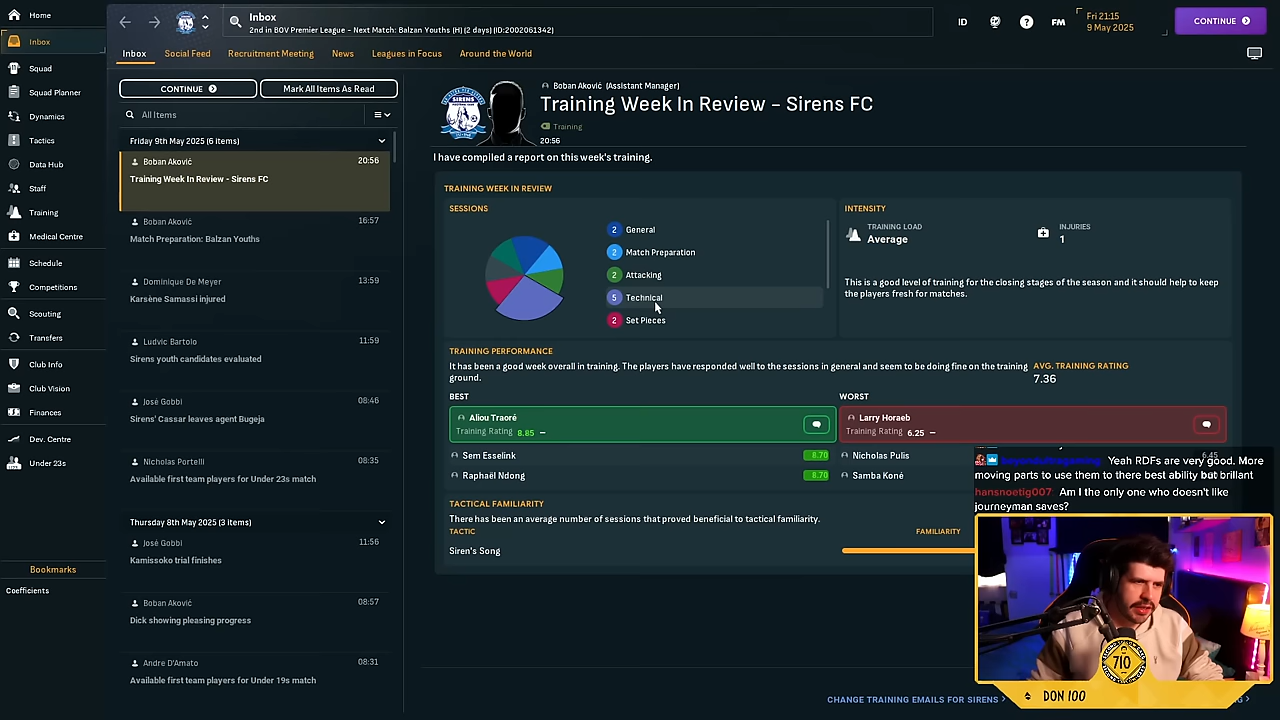 Home
Inbox
Squad
Squad Planner
Dynamics
Tactics
Data Hub
Staff
Training
Medical Centre
Schedule
Competitions
Scouting
Transfers
Club Info
Club Vision
Finances
Dev. Centre
Under 23s
Bookmarks
Coefficients
Inbox
2nd in BOV Premier League - Next Match: Balzan Youths (H) (2 days) (ID:2002061342)
ID
FM
Fri 21:15
9 May 2025
CONTINUE
Inbox
Social Feed
Recruitment Meeting
News
Leagues in Focus
Around the World
CONTINUE
Mark All Items As Read
All Items
Friday 9th May 2025 (6 Items)
Boban Aković 20:56
Training Week In Review - Sirens FC
Boban Aković 16:57
Match Preparation: Balzan Youths
Dominique De Meyer 13:59
Karsène Samassi injured
Ludvic Bartolo 11:59
Sirens youth candidates evaluated
José Gobbi 08:46
Sirens' Cassar leaves agent Bugeja
Nicholas Portelli 08:35
Available first team players for Under 23s match
Thursday 8th May 2025 (3 Items)
José Gobbi 11:56
Kamissoko trial finishes
Boban Aković 08:57
Dick showing pleasing progress
Andre D'Amato 08:31
Available first team players for Under 19s match
Boban Aković (Assistant Manager)
Training Week In Review - Sirens FC
Training
20:56
I have compiled a report on this week's training.
TRAINING WEEK IN REVIEW
SESSIONS
2 General
2 Match Preparation
2 Attacking
5 Technical
2 Set Pieces
INTENSITY
TRAINING LOAD
Average
INJURIES
1
This is a good level of training for the closing stages of the season and it should help to keep
the players fresh for matches.
TRAINING PERFORMANCE
It has been a good week overall in training. The players have responded well to the sessions in general and seem to be doing fine on the training
ground.
AVG. TRAINING RATING
7.36
BEST
Aliou Traoré
Training Rating 8.85 –
Sem Esselink 8.70
Raphaël Ndong 8.70
WORST
Larry Horaeb
Training Rating 6.25 –
Nicholas Pulis 6.45
Samba Koné
TACTICAL FAMILIARITY
There has been an average number of sessions that proved beneficial to tactical familiarity.
TACTIC
FAMILIARITY
Siren's Song
CHANGE TRAINING EMAILS FOR SIRENS
Yeah RDFs are very good. More
moving parts to use them to there best ability but brilliant
hansnoetig007 Am I the only one who doesn't like
journeyman saves?
710
DON 100